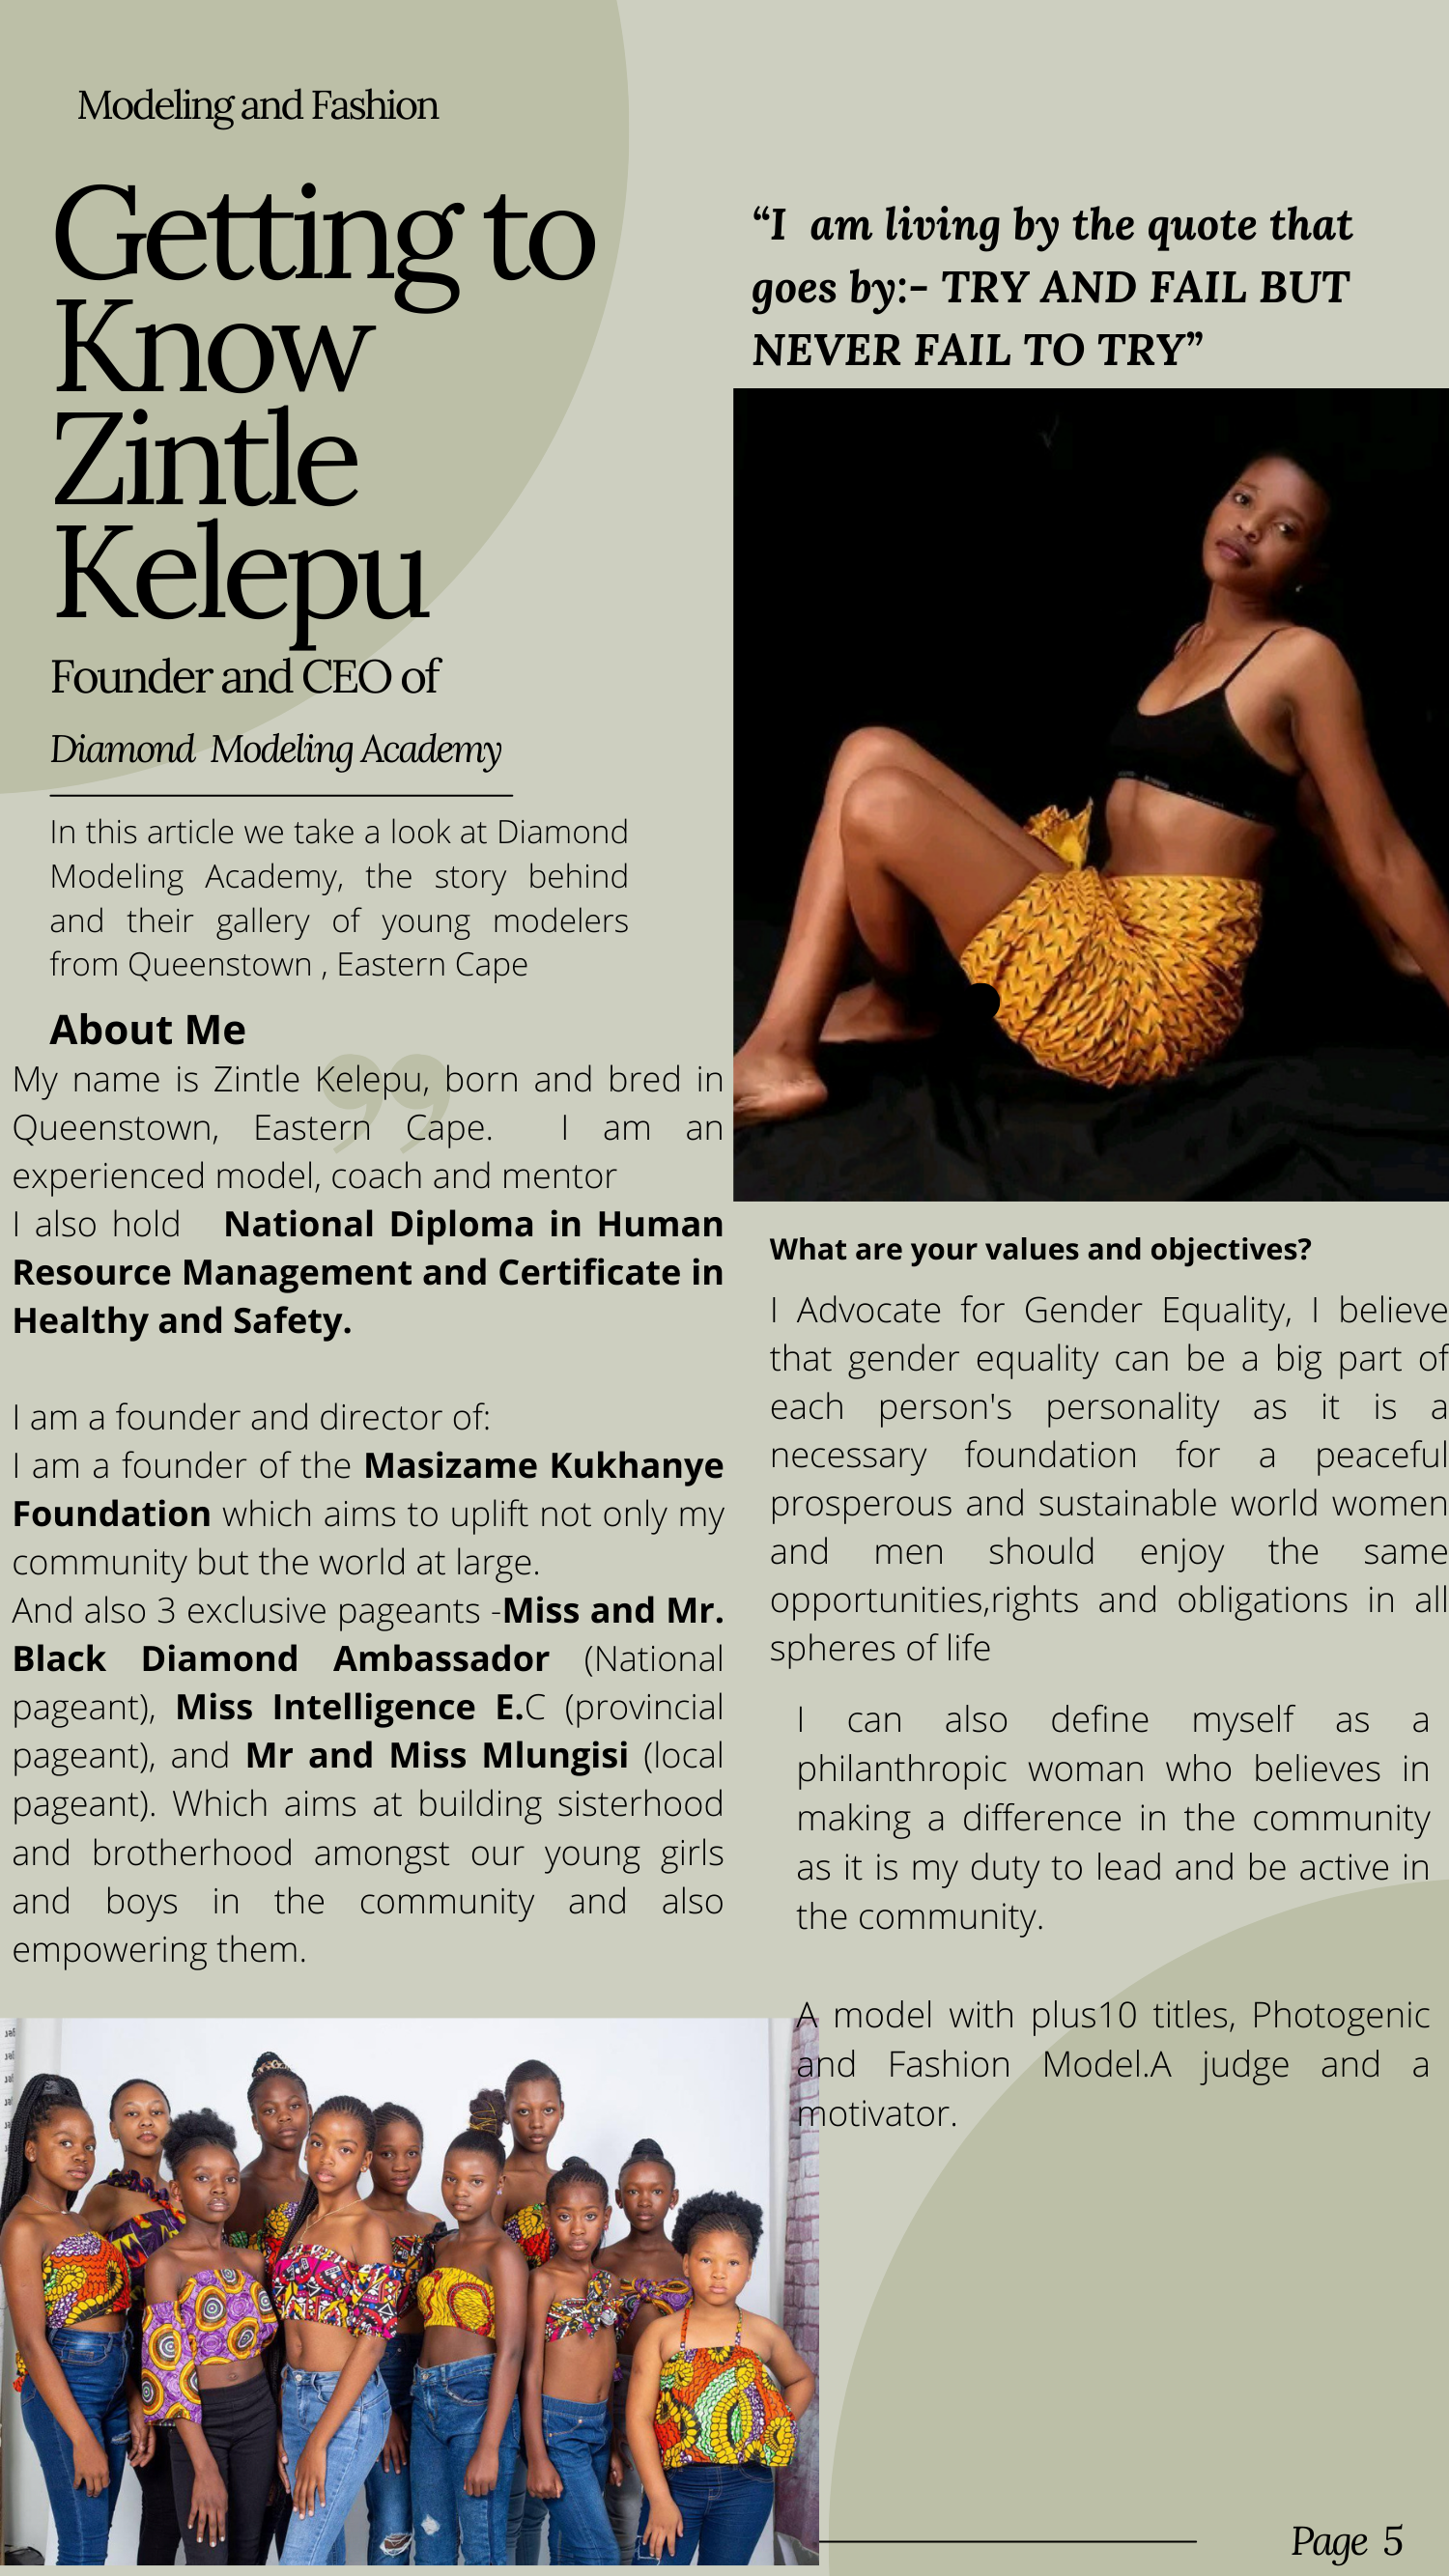 Modeling and Fashion
Getting to
Know
Zintle
Kelepu
Founder and CEO of
Diamond Modeling Academy
In this article we take a look at Diamond
Modeling Academy, the story behind
and their gallery of young modelers
from Queenstown , Eastern Cape
About Me
My name is Zintle Kelepu, born and bred in
Queenstown, Eastern Cape. I am an
experienced model, coach and mentor
I also hold National Diploma in Human
Resource Management and Certificate in
Healthy and Safety.
I am a founder and director of:
I am a founder of the Masizame Kukhanye
Foundation which aims to uplift not only my
community but the world at large.
And also 3 exclusive pageants -Miss and Mr.
Black Diamond Ambassador (National
pageant), Miss Intelligence E.C (provincial
pageant), and Mr and Miss Mlungisi (local
pageant). Which aims at building sisterhood
and brotherhood amongst our young girls
and boys in the community and also
empowering them.
“I am living by the quote that
goes by:- TRY AND FAIL BUT
NEVER FAIL TO TRY”
What are your values and objectives?
I Advocate for Gender Equality, I believe
that gender equality can be a big part of
each person's personality as it is a
necessary foundation for a peaceful
prosperous and sustainable world women
and men should enjoy the same
opportunities,rights and obligations in all
spheres of life
I can also define myself as a
philanthropic woman who believes in
making a difference in the community
as it is my duty to lead and be active in
the community.
A model with plus10 titles, Photogenic
and Fashion Model.A judge and a
motivator.
Page 5